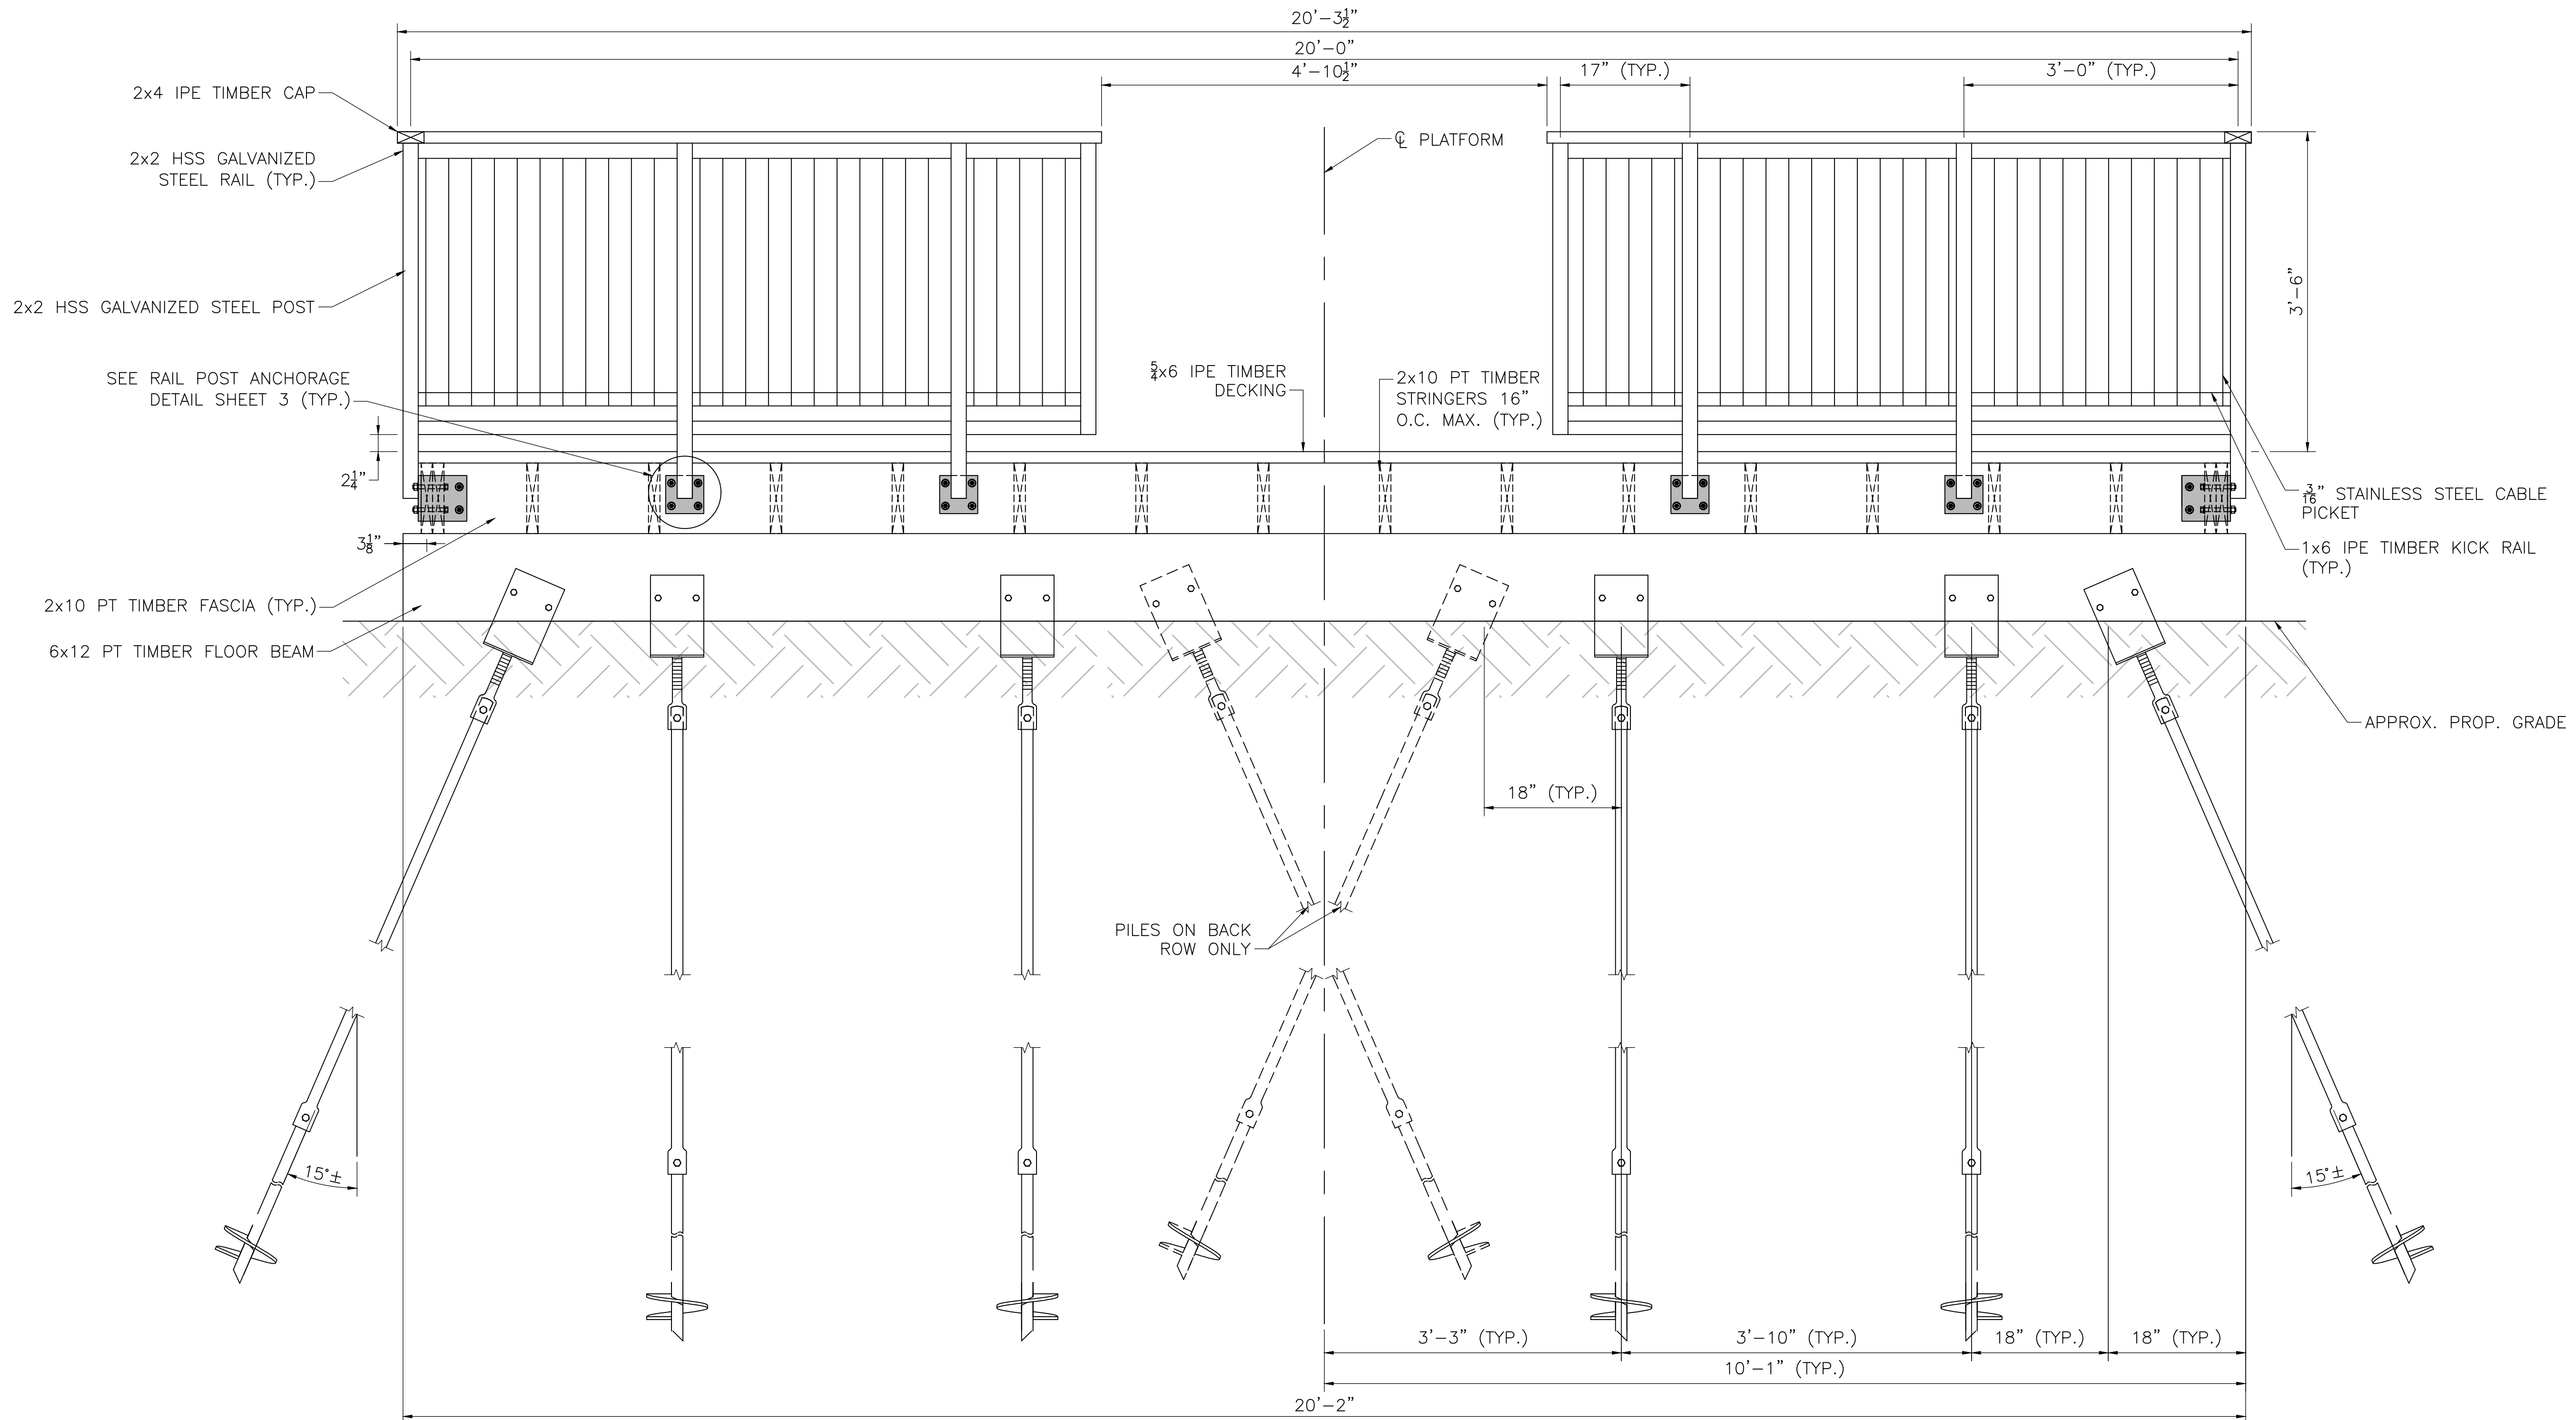 20'-3½"
20'-0"
4'-10½"
17" (TYP.)
3'-0" (TYP.)
2x4 IPE TIMBER CAP
℄ PLATFORM
2x2 HSS GALVANIZED
STEEL RAIL (TYP.)
2x2 HSS GALVANIZED STEEL POST
3'-6"
SEE RAIL POST ANCHORAGE
DETAIL SHEET 3 (TYP.)
5/4x6 IPE TIMBER
DECKING
2x10 PT TIMBER
STRINGERS 16"
O.C. MAX. (TYP.)
2¼"
3/16" STAINLESS STEEL CABLE
PICKET
3⅛"
1x6 IPE TIMBER KICK RAIL
(TYP.)
2x10 PT TIMBER FASCIA (TYP.)
6x12 PT TIMBER FLOOR BEAM
APPROX. PROP. GRADE
18" (TYP.)
PILES ON BACK
ROW ONLY
15°±
15°±
3'-3" (TYP.)
3'-10" (TYP.)
18" (TYP.)
18" (TYP.)
10'-1" (TYP.)
20'-2"